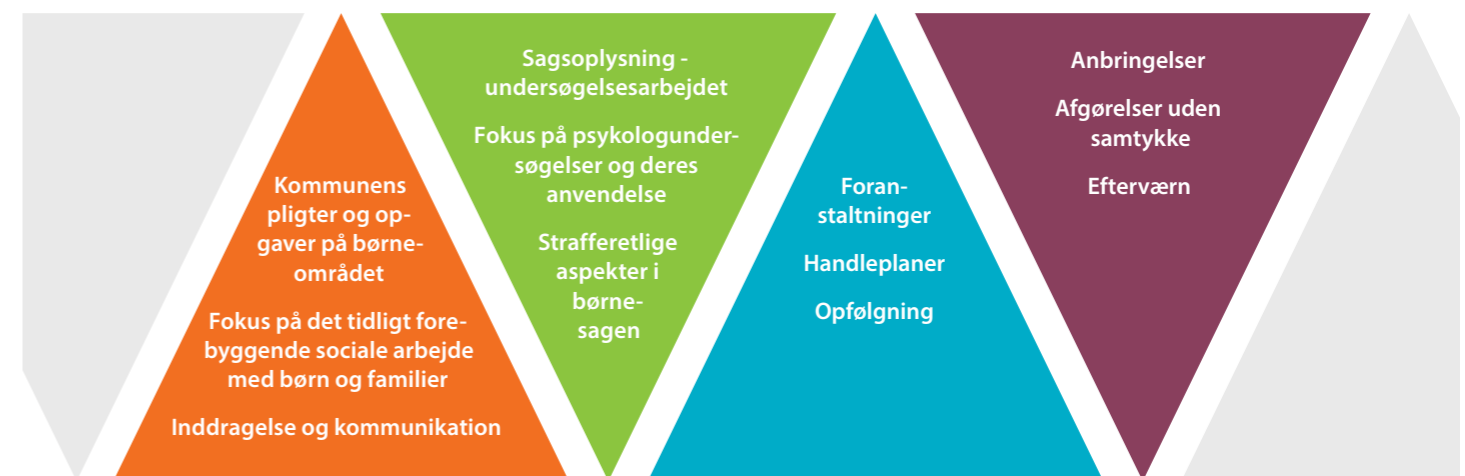 Kommunens
pligter og op-
gaver på børne-
området
Fokus på det tidligt fore-
byggende sociale arbejde
med børn og familier
Inddragelse og kommunikation
Sagsoplysning -
undersøgelsesarbejdet
Fokus på psykologunder-
søgelser og deres
anvendelse
Strafferetlige
aspekter i
børne-
sagen
Foran-
staltninger
Handleplaner
Opfølgning
Anbringelser
Afgørelser uden
samtykke
Efterværn